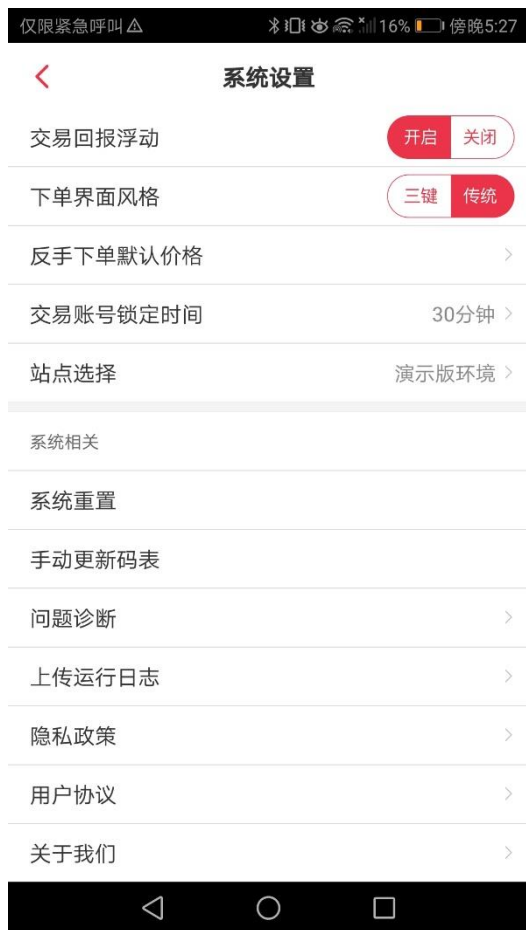 仅限紧急呼叫 16% 傍晚5:27
系统设置
交易回报浮动 开启 关闭
下单界面风格 三键 传统
反手下单默认价格
交易账号锁定时间 30分钟
站点选择 演示版环境
系统相关
系统重置
手动更新码表
问题诊断
上传运行日志
隐私政策
用户协议
关于我们